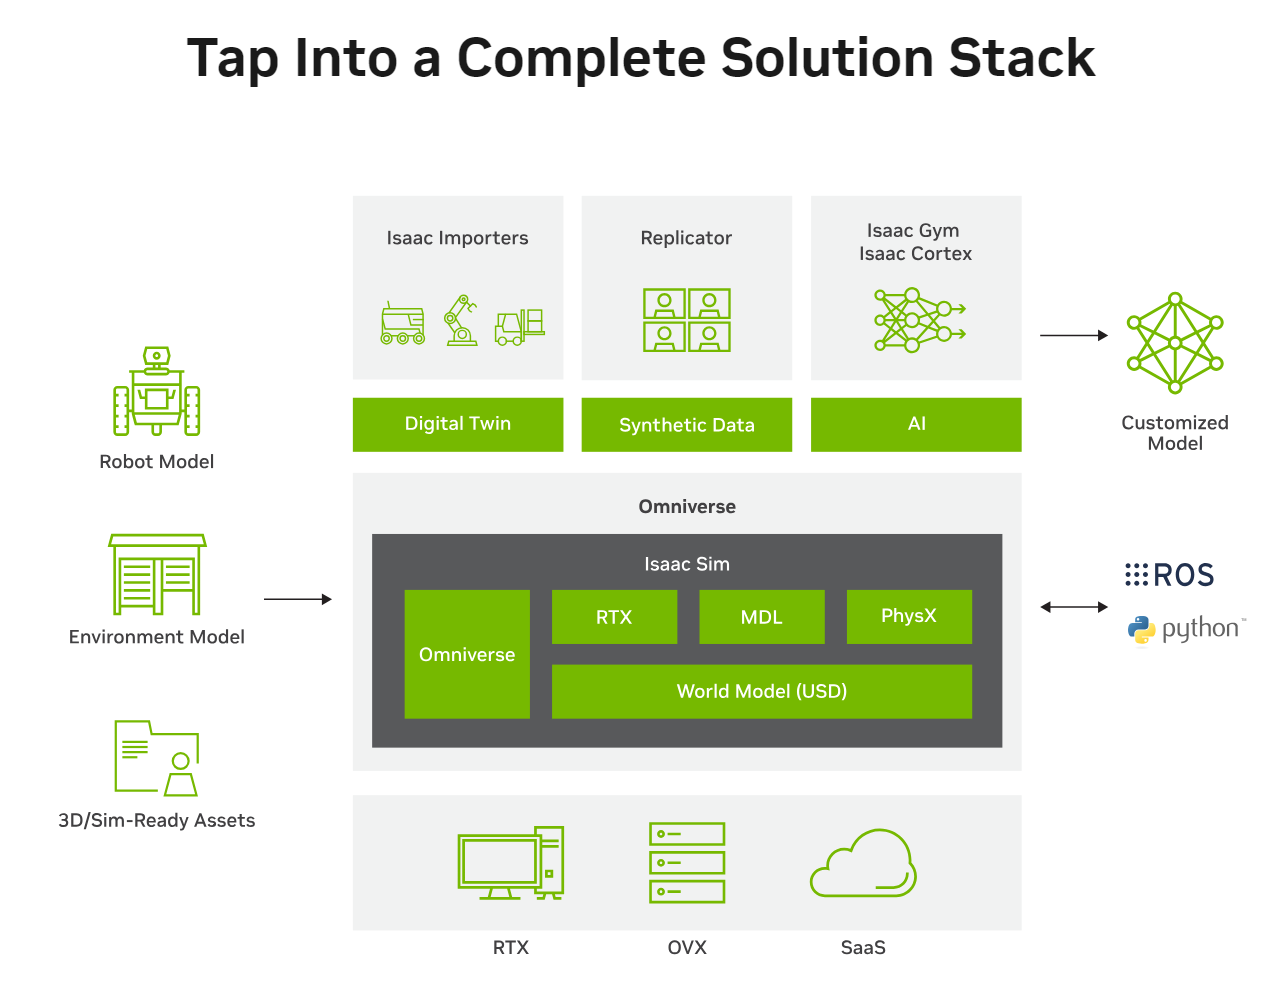 Tap Into a Complete Solution Stack
Isaac Importers
Replicator
Isaac Gym
Isaac Cortex
Digital Twin
Synthetic Data
AI
Robot Model
Environment Model
3D/Sim-Ready Assets
Omniverse
Isaac Sim
Omniverse
RTX
MDL
PhysX
World Model (USD)
RTX
OVX
SaaS
Customized
Model
ROS
python™